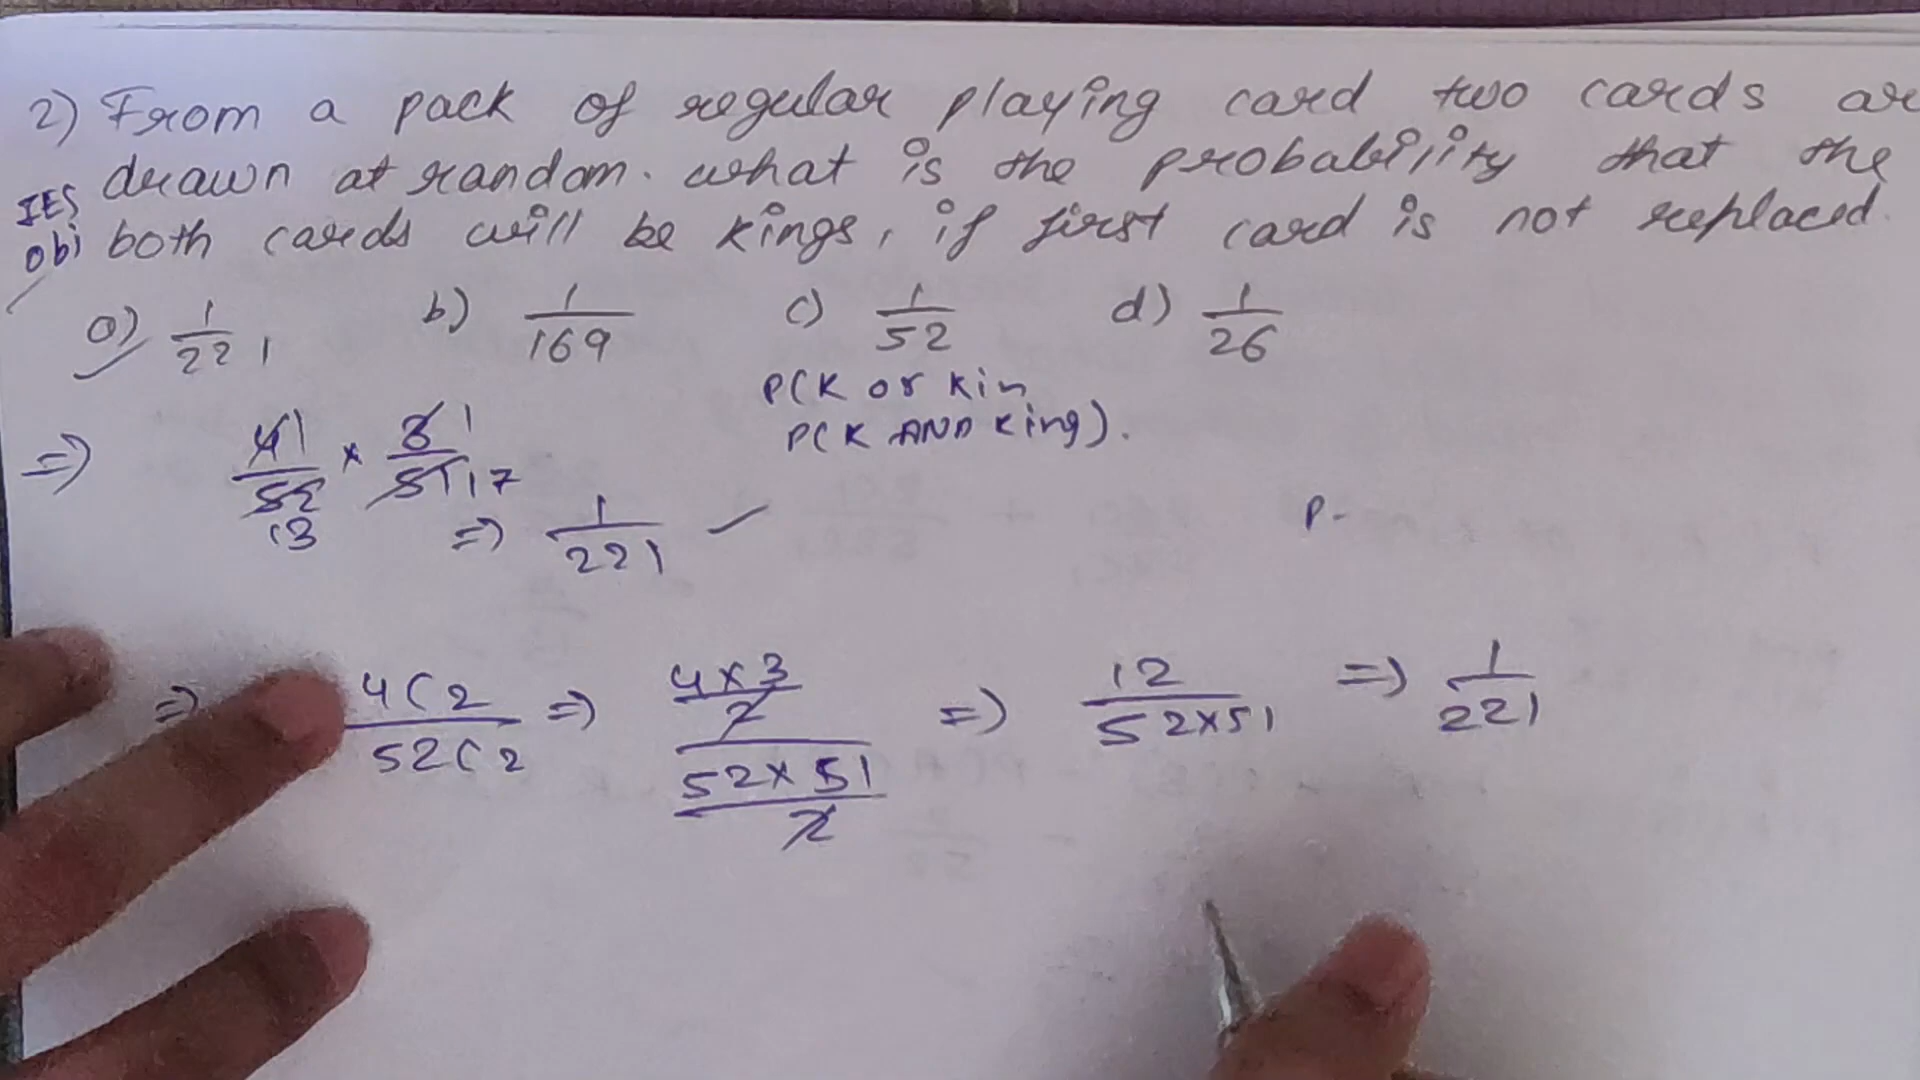 2) From a pack of regular playing card two cards are
IES drawn at random. what is the probability that the
obj both cards will be kings, if first card is not replaced.
a) 1/221 b) 1/169 c) 1/52 d) 1/26
P(K or Kin
P(K AND King).
=> 4 1/52 13 × 3 1/51 17
=> 1/221
P-
=> 4C2/52C2 => 4×3/2 / 52×51/2 => 12/52×51 => 1/221